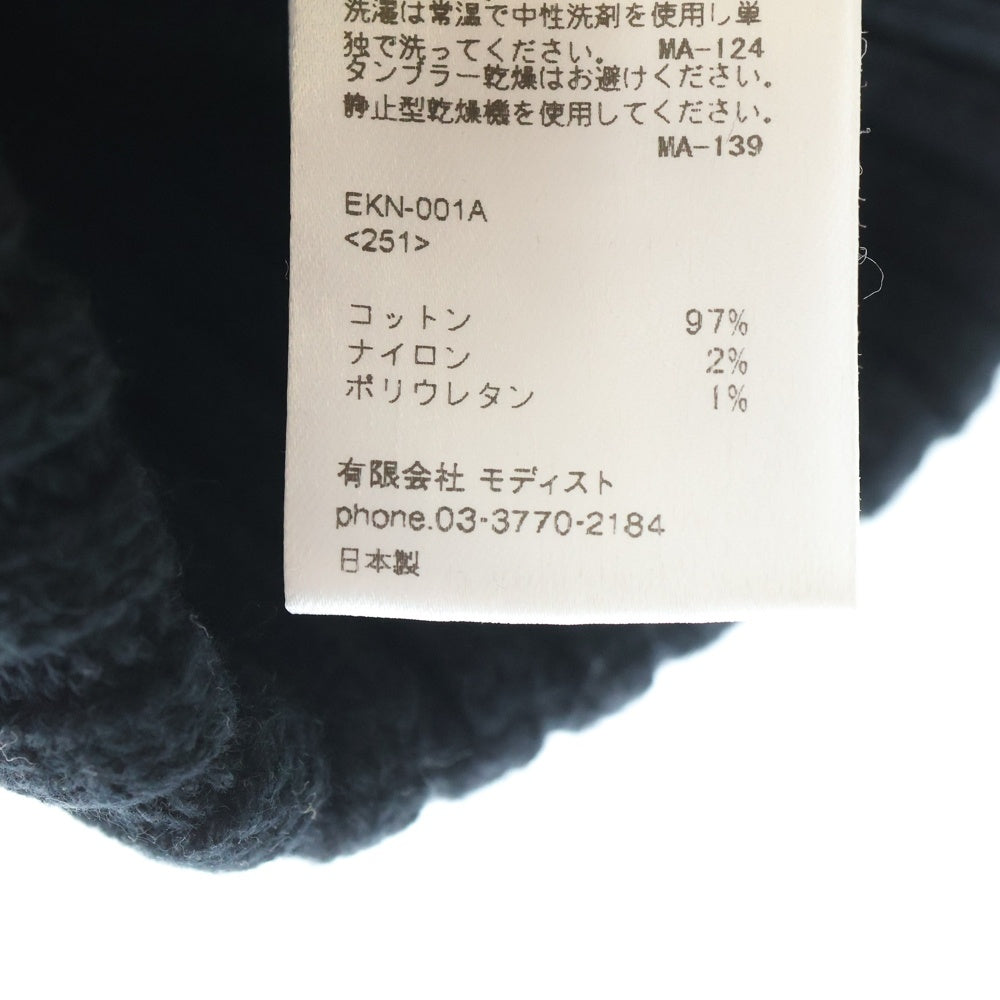 洗濯は常温で中性洗剤を使用し単
独で洗ってください。 MA-124
タンブラー乾燥はお避けください。
静止型乾燥機を使用してください。
MA-139
EKN-001A
<251>
コットン 97%
ナイロン 2%
ポリウレタン 1%
有限会社 モディスト
phone.03-3770-2184
日本製